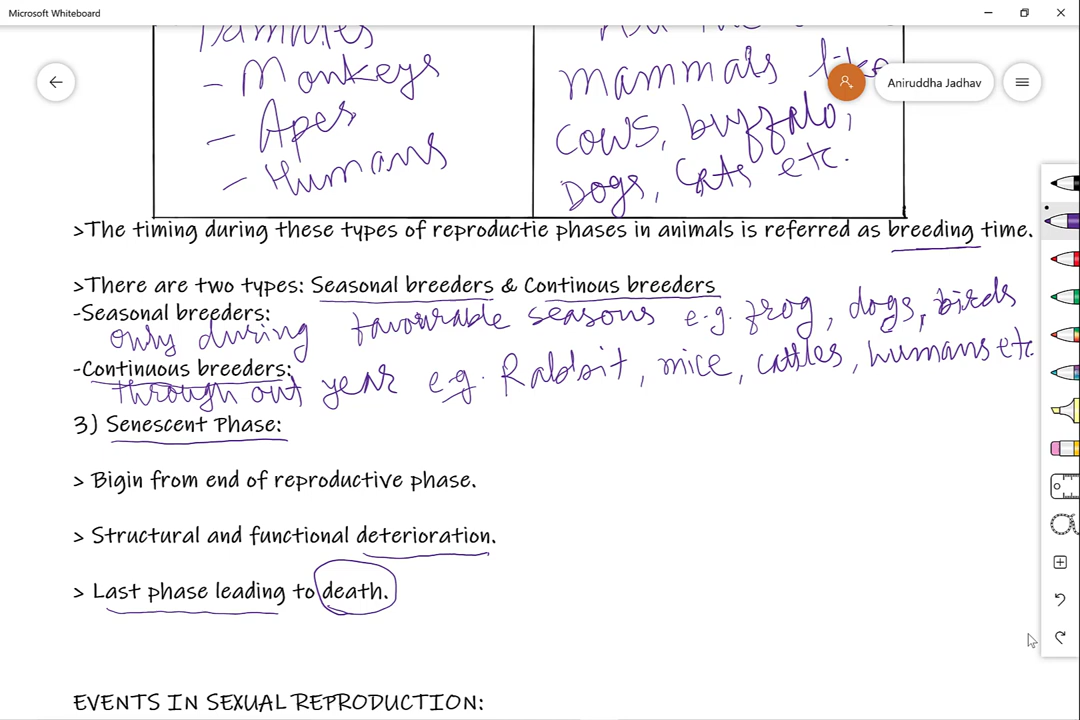 Microsoft Whiteboard
Aniruddha Jadhav
- Monkeys
- Apes
- Humans
mammals like
cows, buffalo,
Dogs, Cats etc.
>The timing during these types of reproductie phases in animals is referred as breeding time.
>There are two types: Seasonal breeders & Continous breeders
-Seasonal breeders:
only during favourable seasons e.g. frog, dogs, birds
-Continuous breeders:
through out year e.g. Rabbit, mice, cattles, humans etc.
3) Senescent Phase:
> Bigin from end of reproductive phase.
> Structural and functional deterioration.
> Last phase leading to death.
EVENTS IN SEXUAL REPRODUCTION: